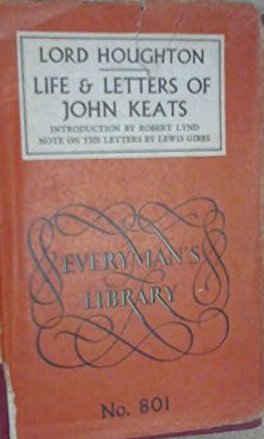 LORD HOUGHTON
LIFE & LETTERS OF
JOHN KEATS
INTRODUCTION BY ROBERT LYND
NOTE ON THE LETTERS BY LEWIS GIBBS
EVERYMAN'S
LIBRARY
No. 801